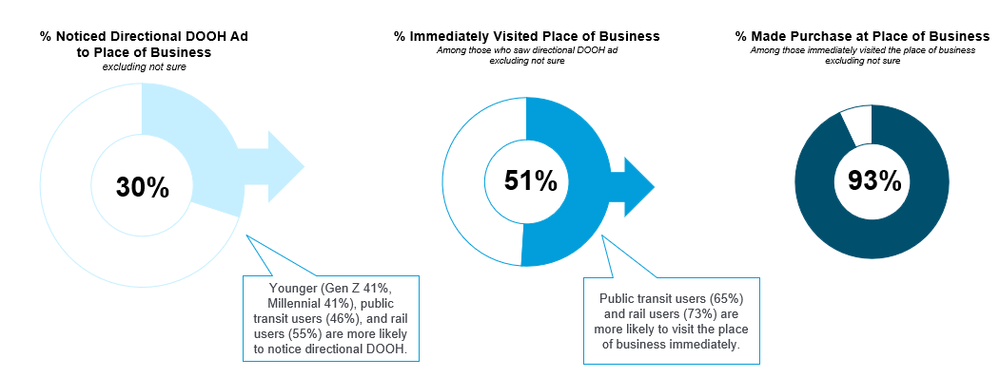 % Noticed Directional DOOH Ad
to Place of Business
excluding not sure
30%
Younger (Gen Z 41%,
Millennial 41%), public
transit users (46%), and rail
users (55%) are more likely
to notice directional DOOH.
% Immediately Visited Place of Business
Among those who saw directional DOOH ad
excluding not sure
51%
Public transit users (65%)
and rail users (73%) are
more likely to visit the place
of business immediately.
% Made Purchase at Place of Business
Among those immediately visited the place of business
excluding not sure
93%